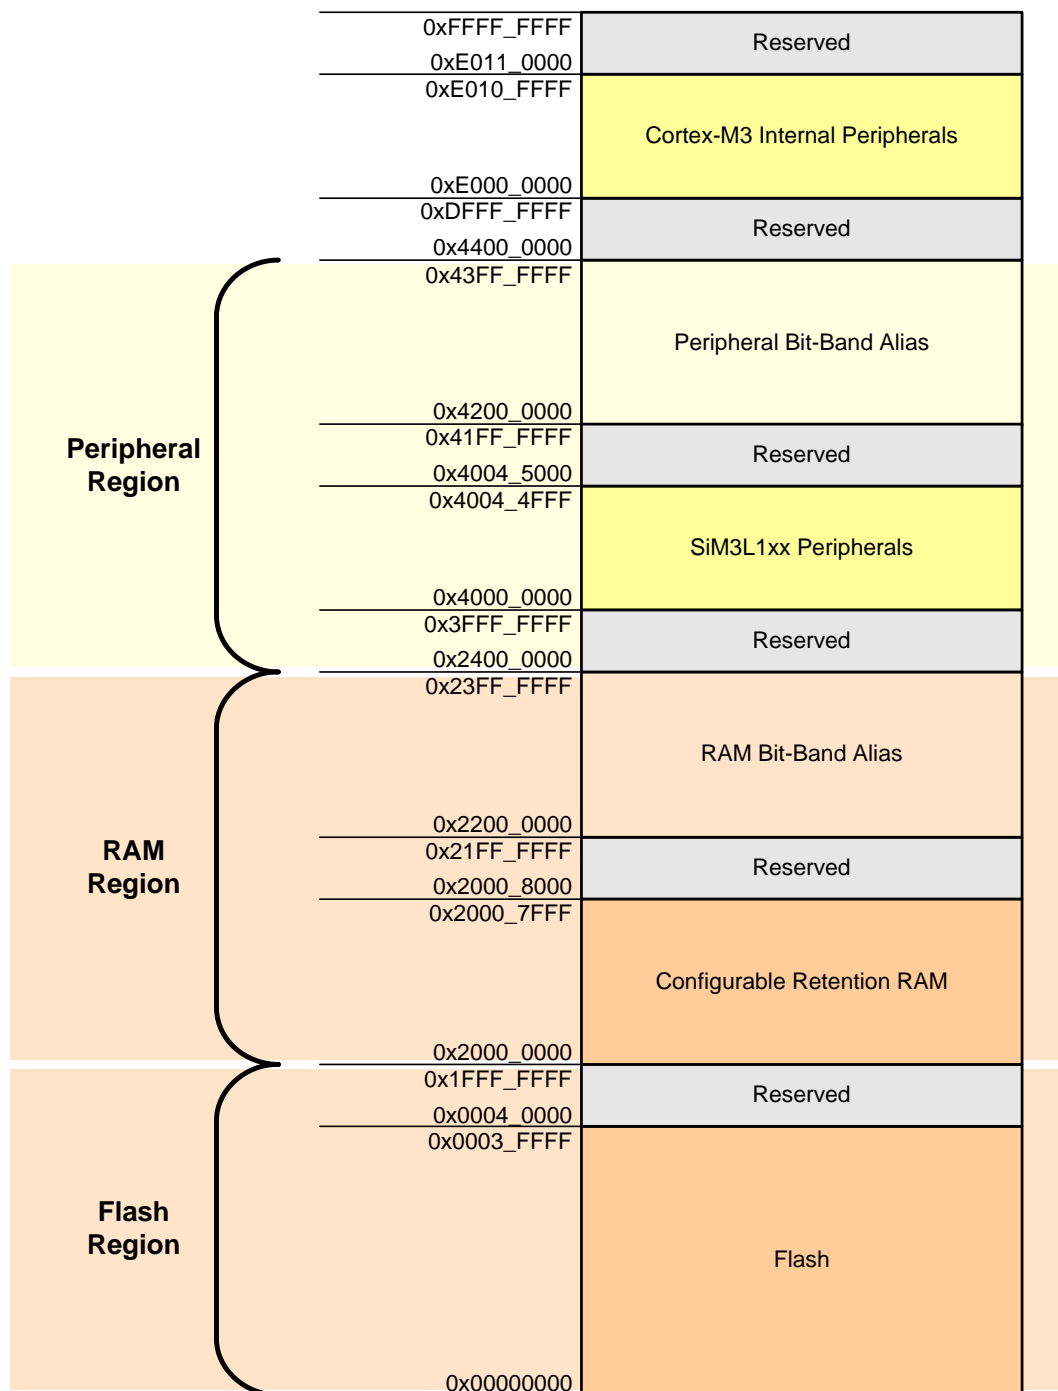 0xFFFF_FFFF
Reserved
0xE011_0000
0xE010_FFFF
Cortex-M3 Internal Peripherals
0xE000_0000
0xDFFF_FFFF
Reserved
0x4400_0000
0x43FF_FFFF
Peripheral Bit-Band Alias
0x4200_0000
0x41FF_FFFF
Peripheral
Region
Reserved
0x4004_5000
0x4004_4FFF
SiM3L1xx Peripherals
0x4000_0000
0x3FFF_FFFF
Reserved
0x2400_0000
0x23FF_FFFF
RAM Bit-Band Alias
0x2200_0000
0x21FF_FFFF
RAM
Region
Reserved
0x2000_8000
0x2000_7FFF
Configurable Retention RAM
0x2000_0000
0x1FFF_FFFF
Reserved
0x0004_0000
0x0003_FFFF
Flash
Region
Flash
0x00000000